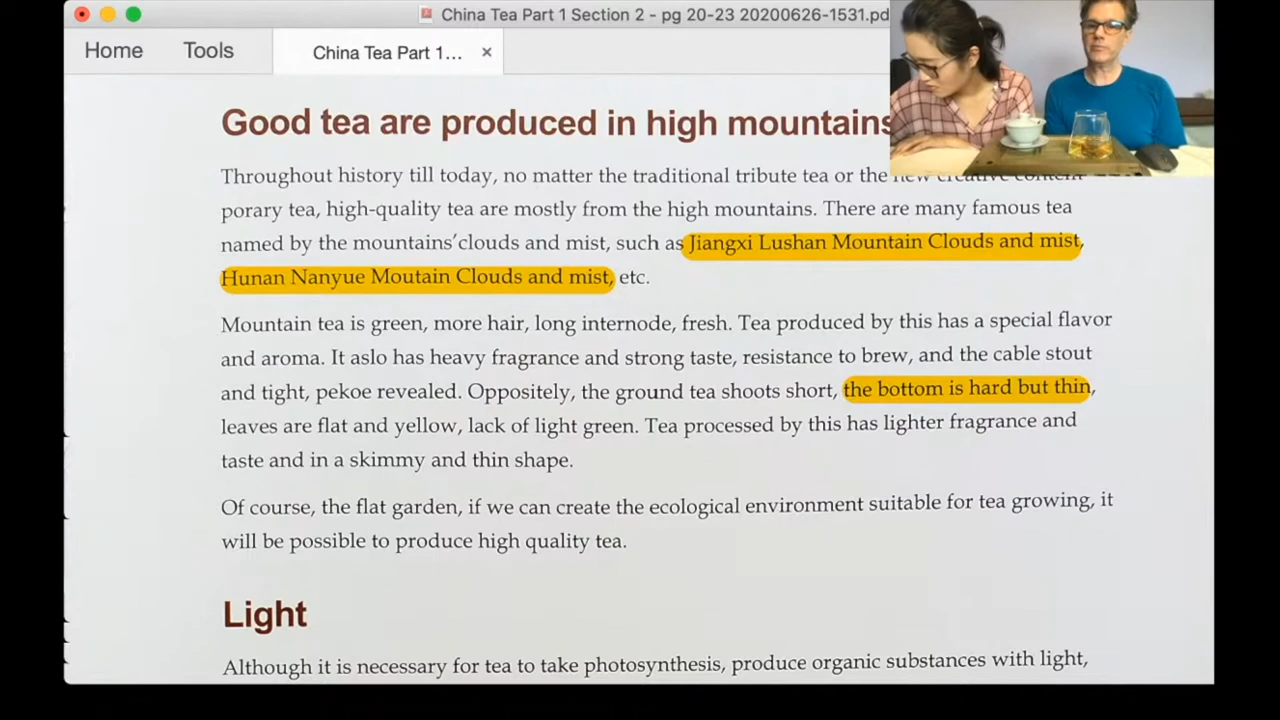 China Tea Part 1 Section 2 - pg 20-23 20200626-1531.pd
Home
Tools
China Tea Part 1...
Good tea are produced in high mountains
Throughout history till today, no matter the traditional tribute tea or the new creative contem
porary tea, high-quality tea are mostly from the high mountains. There are many famous tea
named by the mountains'clouds and mist, such as Jiangxi Lushan Mountain Clouds and mist,
Hunan Nanyue Moutain Clouds and mist, etc.
Mountain tea is green, more hair, long internode, fresh. Tea produced by this has a special flavor
and aroma. It aslo has heavy fragrance and strong taste, resistance to brew, and the cable stout
and tight, pekoe revealed. Oppositely, the ground tea shoots short, the bottom is hard but thin,
leaves are flat and yellow, lack of light green. Tea processed by this has lighter fragrance and
taste and in a skimmy and thin shape.
Of course, the flat garden, if we can create the ecological environment suitable for tea growing, it
will be possible to produce high quality tea.
Light
Although it is necessary for tea to take photosynthesis, produce organic substances with light,